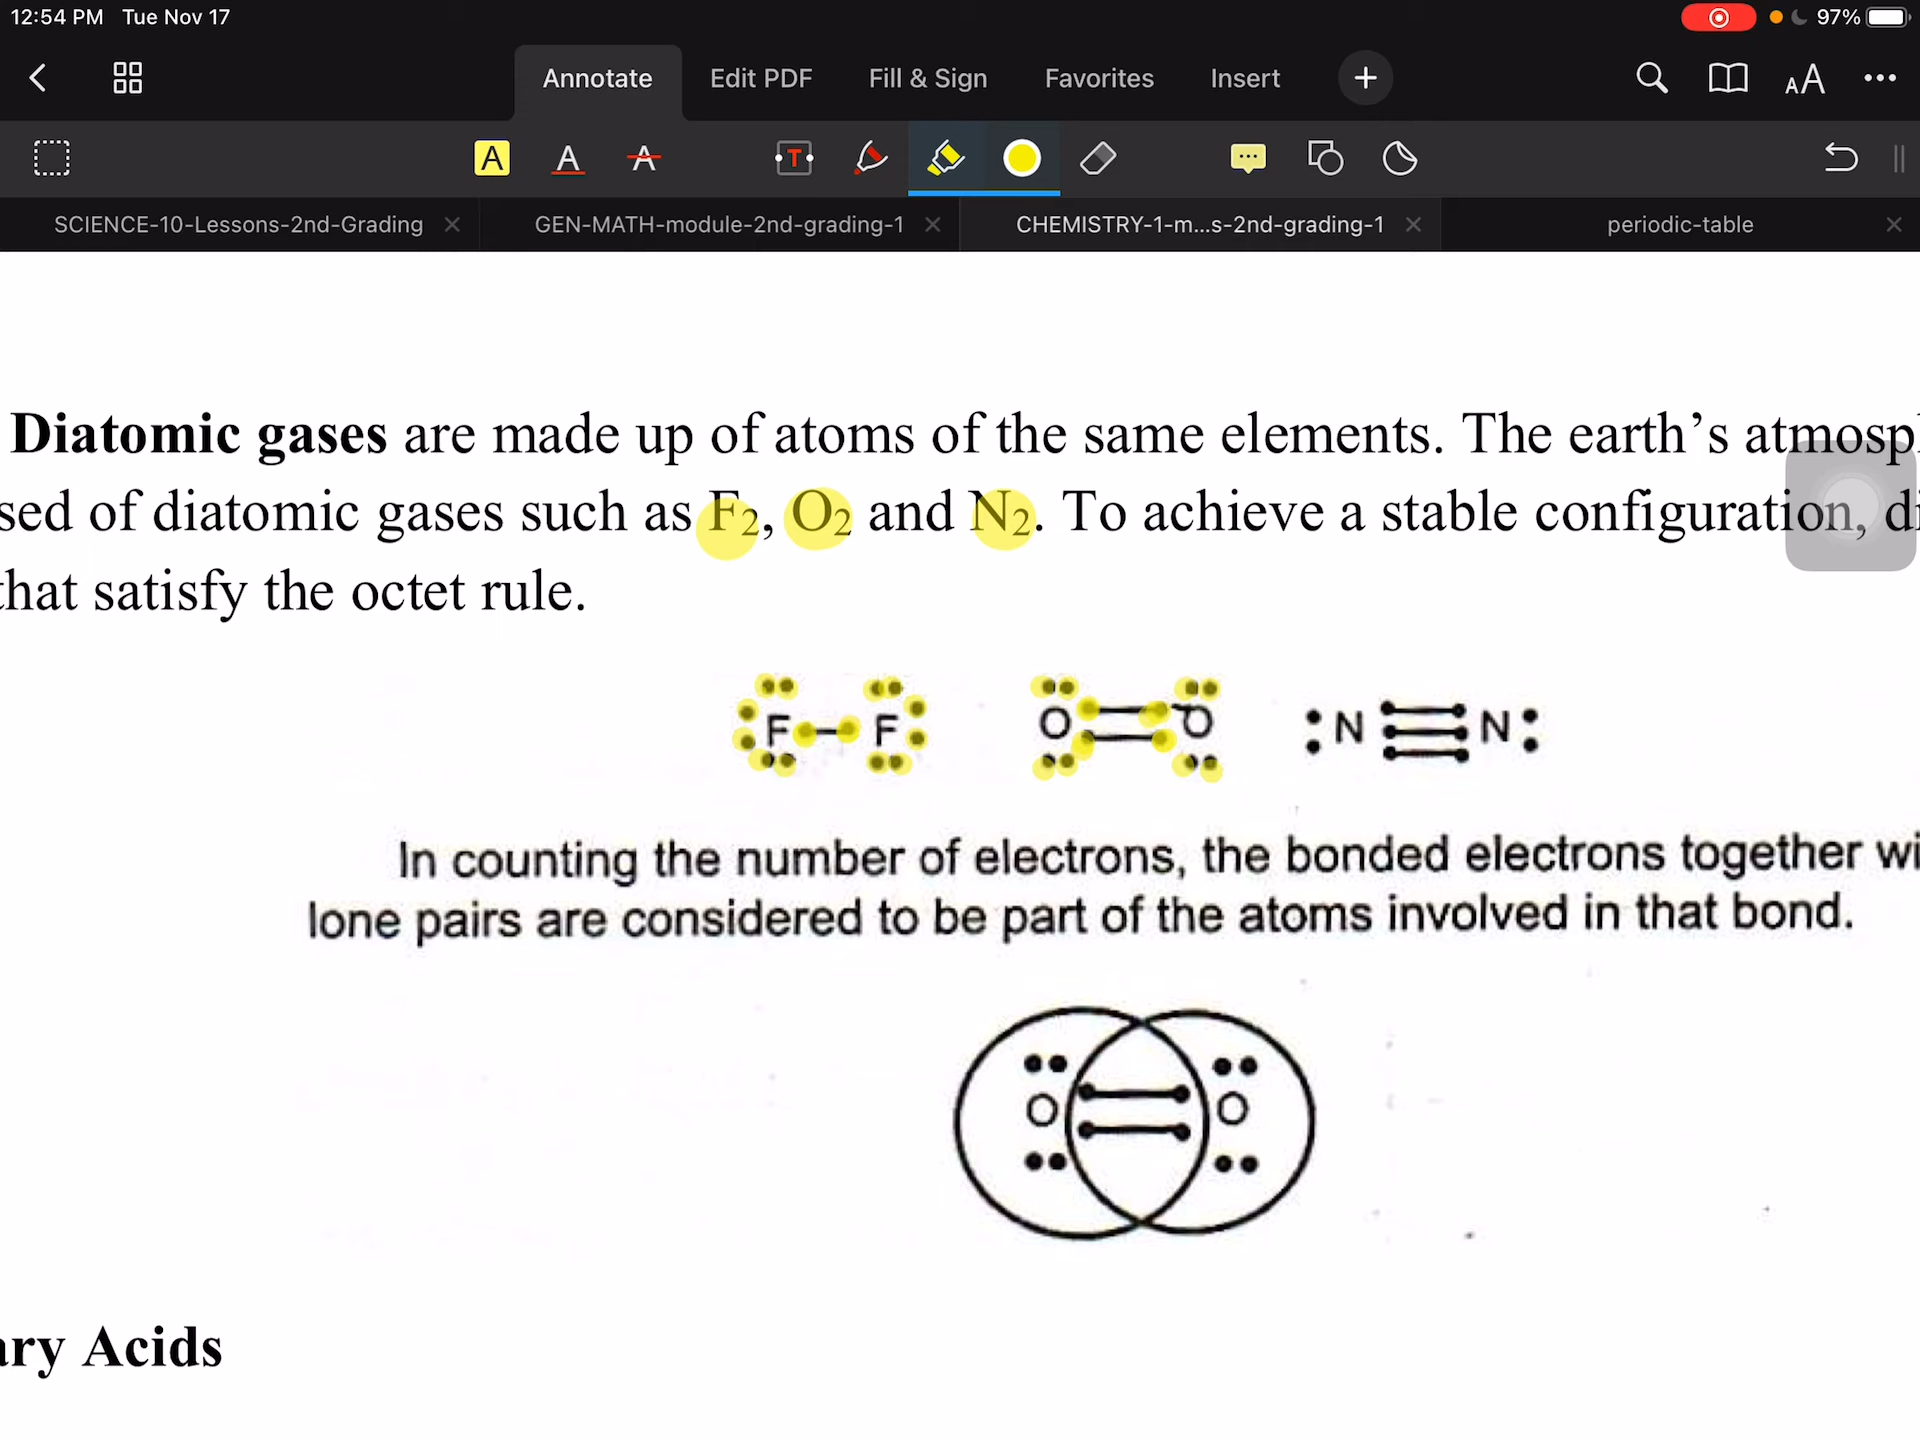 12:54 PM Tue Nov 17 97%
Annotate Edit PDF Fill & Sign Favorites Insert + AA
A A A T
SCIENCE-10-Lessons-2nd-Grading GEN-MATH-module-2nd-grading-1 CHEMISTRY-1-m...s-2nd-grading-1 periodic-table
Diatomic gases are made up of atoms of the same elements. The earth’s atmosp
sed of diatomic gases such as F₂, O₂ and N₂. To achieve a stable configuration, di
that satisfy the octet rule.
F F O O N N
In counting the number of electrons, the bonded electrons together wi
lone pairs are considered to be part of the atoms involved in that bond.
O O
ary Acids